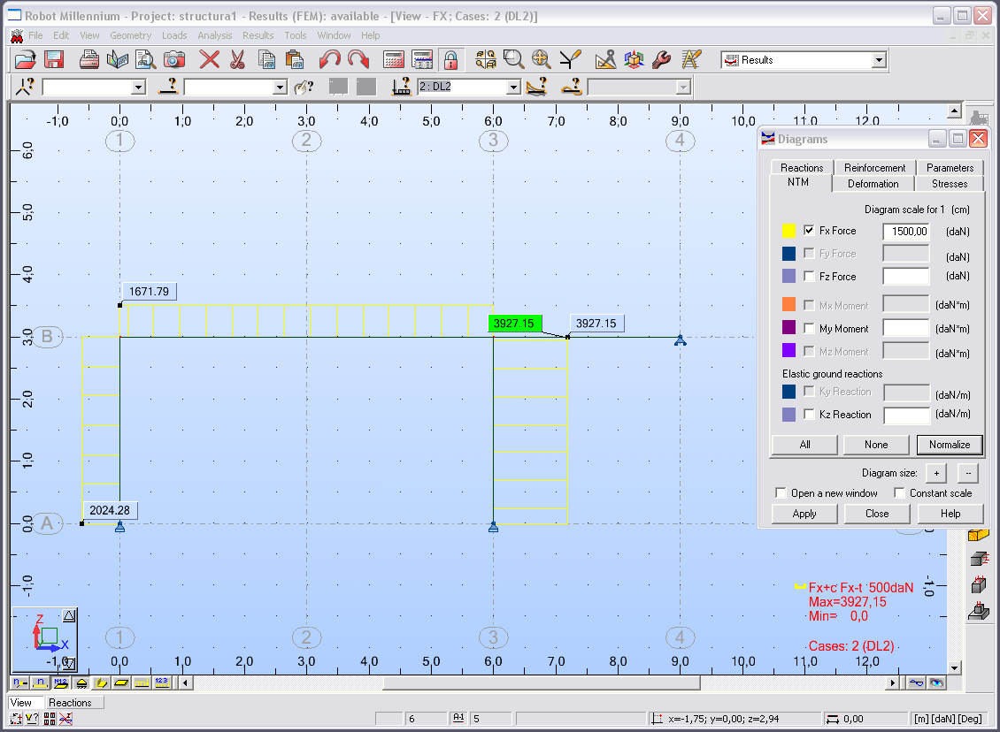 Robot Millennium - Project: structura1 - Results (FEM): available - [View - FX; Cases: 2 (DL2)]
File Edit View Geometry Loads Analysis Results Tools Window Help
Results
2 : DL2
-1,0 0,0 1,0 2,0 3,0 4,0 5,0 6,0 7,0 8,0 9,0 10,0 11,0 12,0
1 2 3 4
6,0
5,0
4,0
3,0
2,0
1,0
0,0
-1,0
B
A
1671.79
3927.15
3927.15
2024.28
Diagrams
Reactions Reinforcement Parameters
NTM Deformation Stresses
Diagram scale for 1 (cm)
Fx Force 1500,00 (daN)
Fy Force (daN)
Fz Force (daN)
Mx Moment (daN*m)
My Moment (daN*m)
Mz Moment (daN*m)
Elastic ground reactions
Ky Reaction (daN/m)
Kz Reaction (daN/m)
All None Normalize
Diagram size: + --
Open a new window Constant scale
Apply Close Help
Fx+c Fx-t 500daN
Max=3927,15
Min= 0,0
Cases: 2 (DL2)
-1,0
Z
X
1 2 3 4
-1,0 0,0 1,0 2,0 3,0 4,0 5,0 6,0 7,0 8,0 9,0 10,0 11,0 12,0
View Reactions
6 5 x=-1,75; y=0,00; z=2,94 0,00 [m] [daN] [Deg]